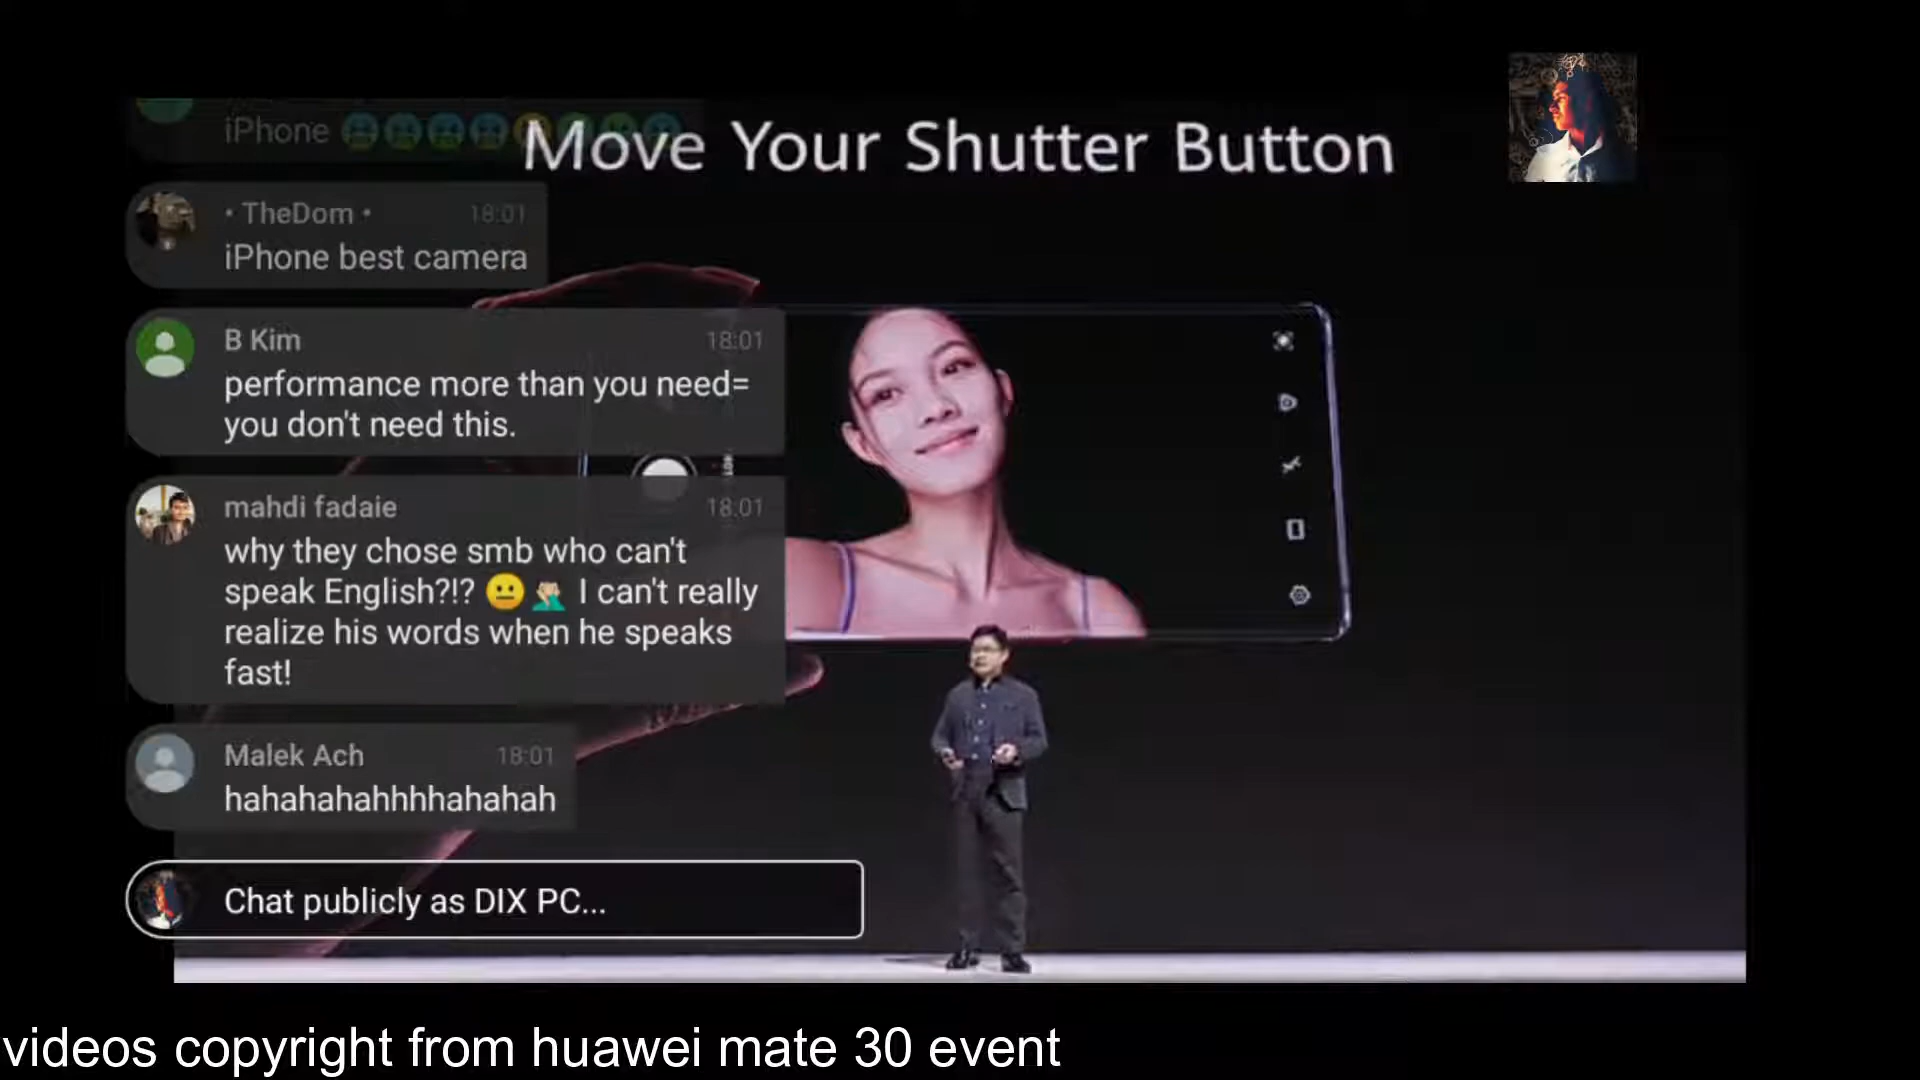 Move Your Shutter Button
iPhone
• TheDom • 18:01
iPhone best camera
B Kim 18:01
performance more than you need=
you don't need this.
mahdi fadaie 18:01
why they chose smb who can't
speak English?!? 😐 🤦🏼‍♂️ I can't really
realize his words when he speaks
fast!
Malek Ach 18:01
hahahahahhhhahahah
Chat publicly as DIX PC...
videos copyright from huawei mate 30 event